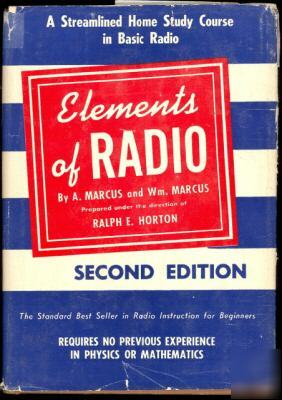 A Streamlined Home Study Course
in Basic Radio
Elements
of RADIO
By A. MARCUS and Wm. MARCUS
Prepared under the direction of
RALPH E. HORTON
SECOND EDITION
The Standard Best Seller in Radio Instruction for Beginners
REQUIRES NO PREVIOUS EXPERIENCE
IN PHYSICS OR MATHEMATICS